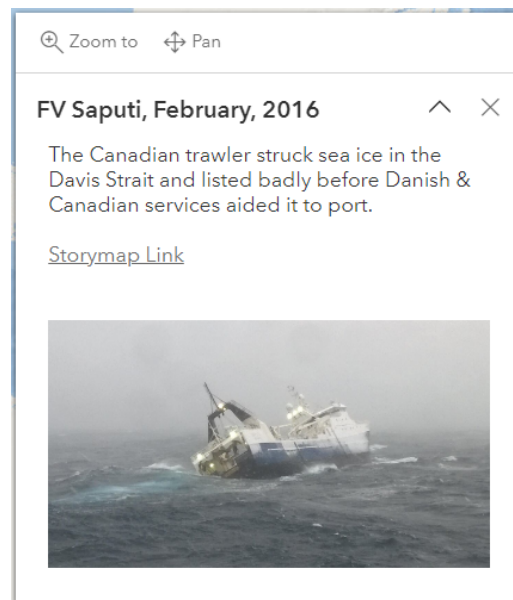 Zoom to Pan
FV Saputi, February, 2016
The Canadian trawler struck sea ice in the
Davis Strait and listed badly before Danish &
Canadian services aided it to port.
Storymap Link